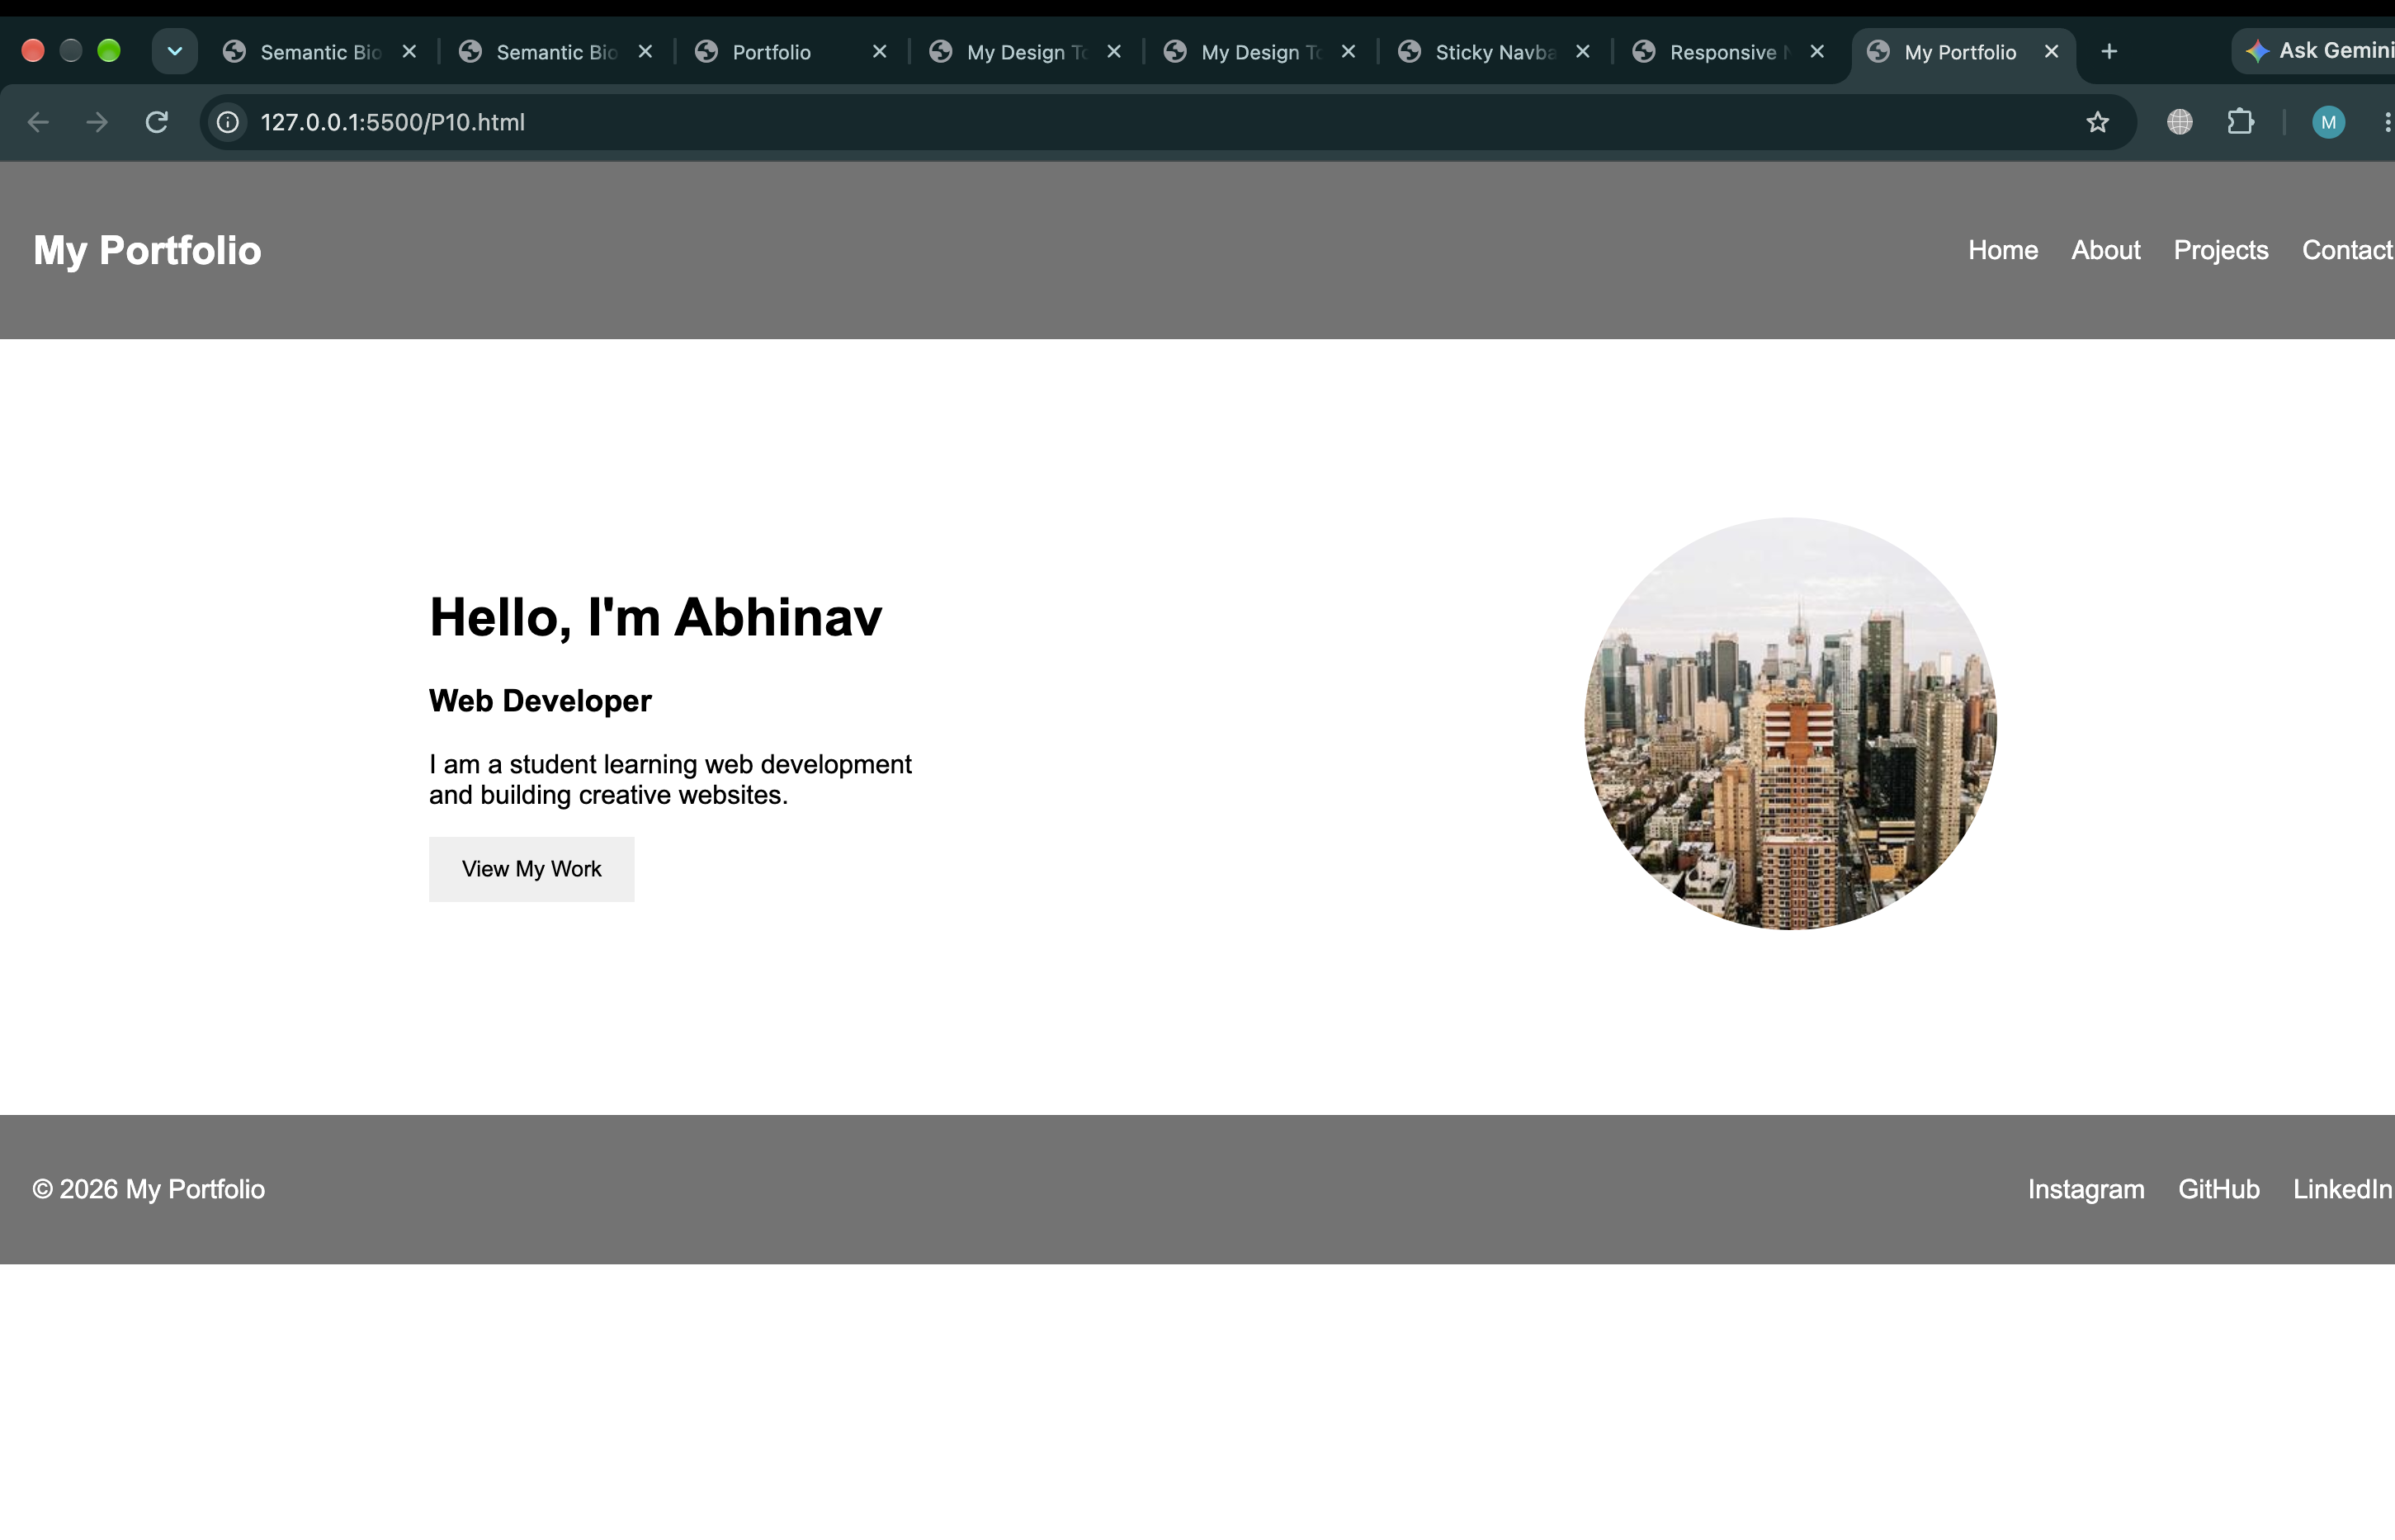 Semantic Bio
Semantic Bio
Portfolio
My Design To
My Design To
Sticky Navba
Responsive N
My Portfolio
Ask Gemini
127.0.0.1:5500/P10.html
M
My Portfolio
Home About Projects Contact
Hello, I'm Abhinav
Web Developer
I am a student learning web development
and building creative websites.
View My Work
© 2026 My Portfolio
Instagram GitHub LinkedIn